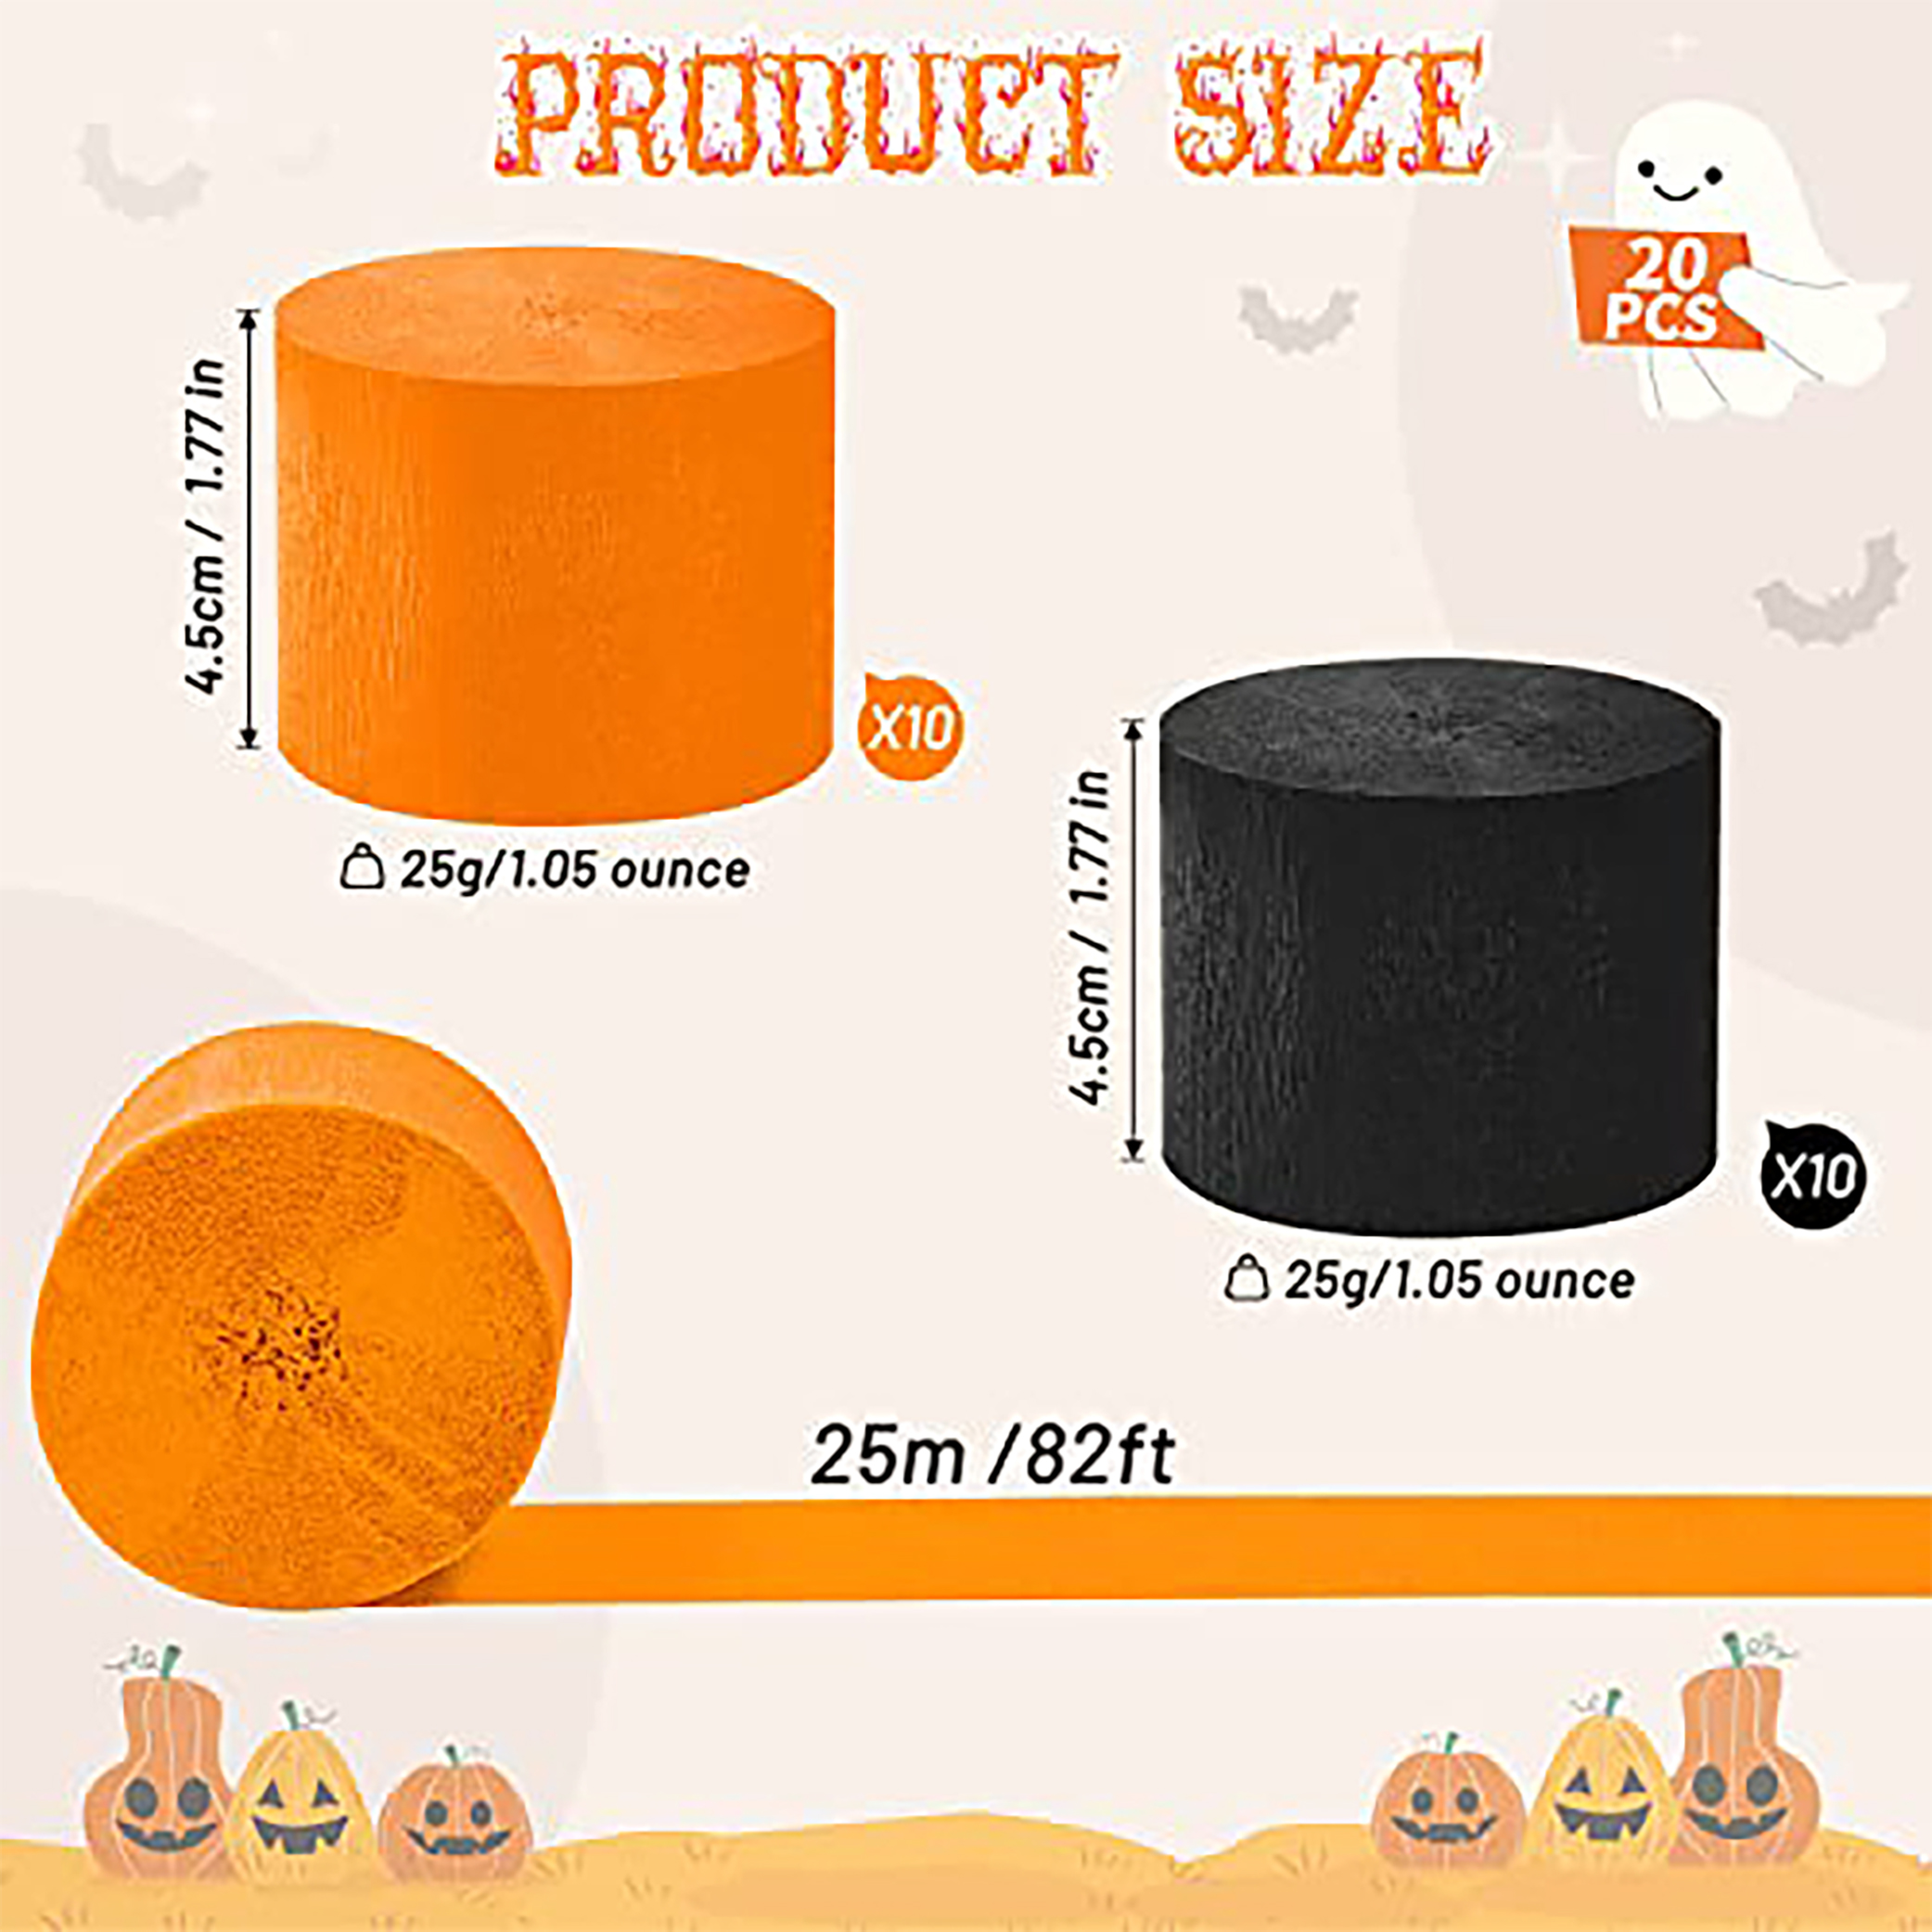 PRODUCT SIZE
20
PCS
4.5cm / 1.77 in
X10
25g/1.05 ounce
4.5cm / 1.77 in
X10
25g/1.05 ounce
25m /82ft